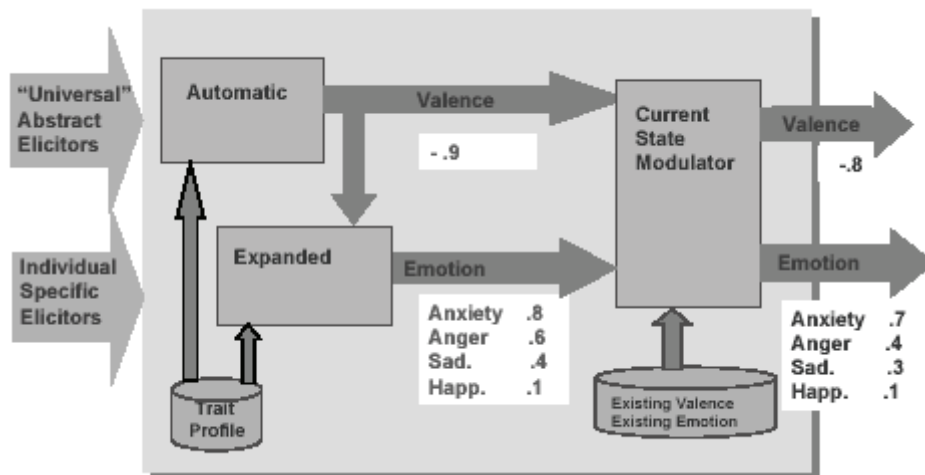 “Universal”
Abstract
Elicitors
Individual
Specific
Elicitors
Automatic
Valence
- .9
Expanded
Emotion
Anxiety .8
Anger .6
Sad. .4
Happ. .1
Trait
Profile
Current
State
Modulator
Existing Valence
Existing Emotion
Valence
-.8
Emotion
Anxiety .7
Anger .4
Sad. .3
Happ. .1